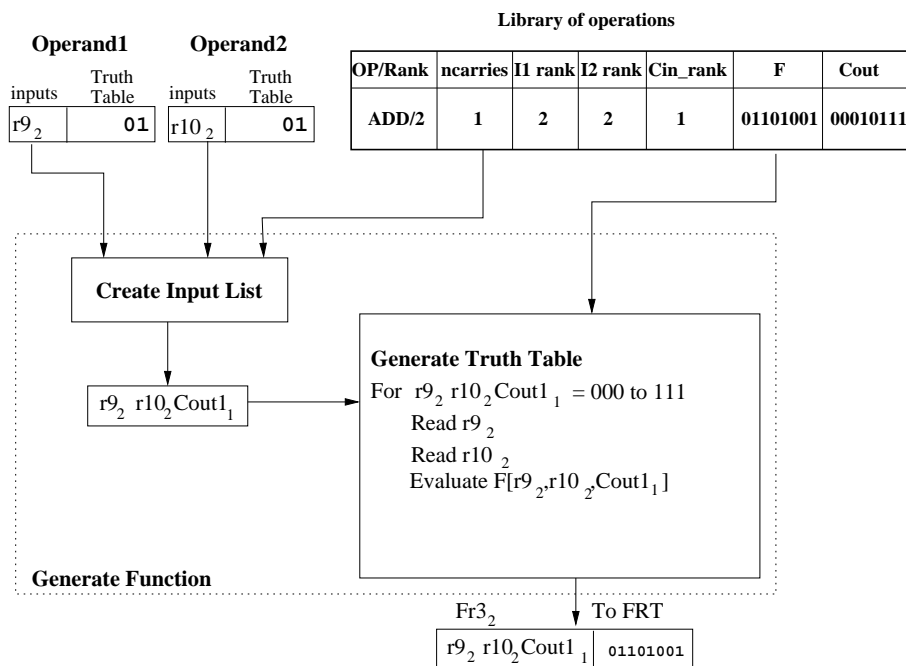 Library of operations
Operand1 Operand2
inputs Truth Table inputs Truth Table
r9₂ 01 r10₂ 01
OP/Rank ncarries I1 rank I2 rank Cin_rank F Cout
ADD/2 1 2 2 1 01101001 00010111
Create Input List
r9₂ r10₂Cout1₁
Generate Truth Table
For r9₂ r10₂Cout1₁ = 000 to 111
Read r9₂
Read r10₂
Evaluate F[r9₂,r10₂,Cout1₁]
Generate Function
Fr3₂ To FRT
r9₂ r10₂Cout1₁ 01101001